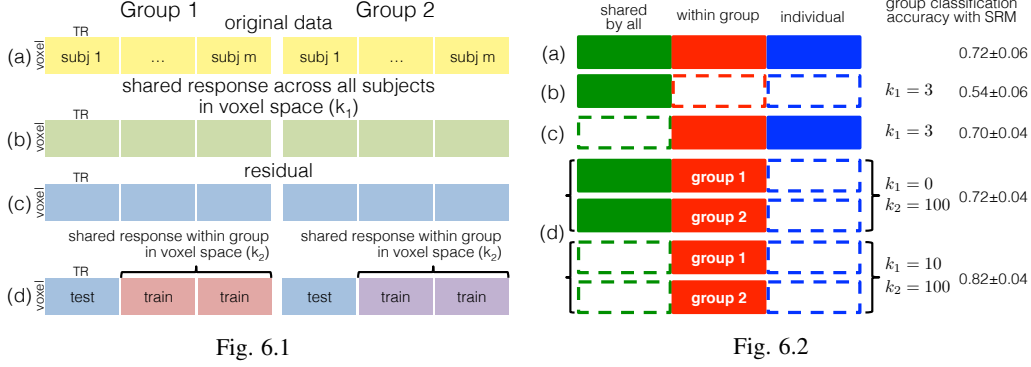 Group 1
Group 2
original data
TR
(a)
voxel
subj 1
...
subj m
subj 1
...
subj m
shared response across all subjects
in voxel space (k1)
TR
(b)
voxel
residual
TR
(c)
voxel
shared response within group
in voxel space (k2)
shared response within group
in voxel space (k2)
TR
(d)
voxel
test
train
train
test
train
train
Fig. 6.1
shared
by all
within group
individual
group classification
accuracy with SRM
(a)
0.72±0.06
(b)
k1 = 3
0.54±0.06
(c)
k1 = 3
0.70±0.04
(d)
group 1
group 2
k1 = 0
k2 = 100
0.72±0.04
group 1
group 2
k1 = 10
k2 = 100
0.82±0.04
Fig. 6.2